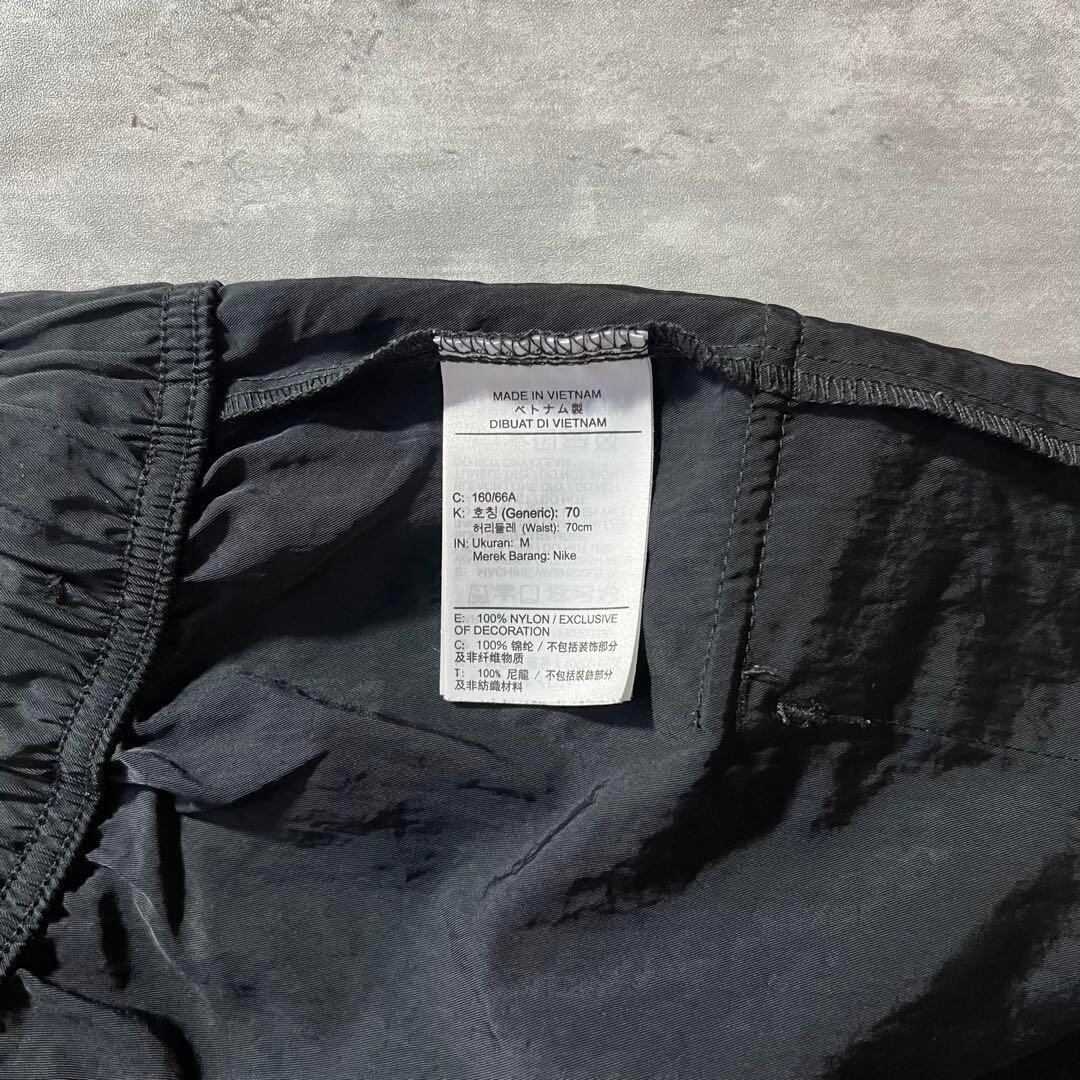 MADE IN VIETNAM
ベトナム製
DIBUAT DI VIETNAM
C: 160/66A
K: 호칭 (Generic): 70
허리둘레 (Waist): 70cm
IN: Ukuran: M
Merek Barang: Nike
E: 100% NYLON / EXCLUSIVE
OF DECORATION
C: 100% 锦纶 / 不包括装饰部分
及非纤维物质
T: 100% 尼龍 / 不包括裝飾部分
及非紡織材料